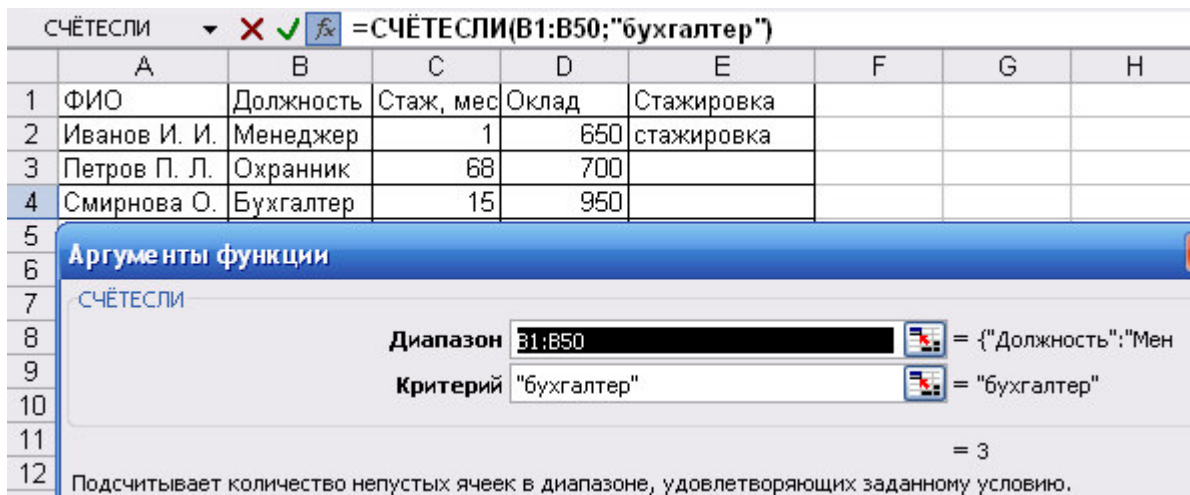 СЧЁТЕСЛИ =СЧЁТЕСЛИ(B1:B50;"бухгалтер")
A B C D E F G H
1 ФИО Должность Стаж, мес Оклад Стажировка
2 Иванов И. И. Менеджер 1 650 стажировка
3 Петров П. Л. Охранник 68 700
4 Смирнова О. Бухгалтер 15 950
5
Аргументы функции
6
7 СЧЁТЕСЛИ
8 Диапазон B1:B50 = {"Должность":"Мен
9
Критерий "бухгалтер" = "бухгалтер"
10
11 = 3
12 Подсчитывает количество непустых ячеек в диапазоне, удовлетворяющих заданному условию.